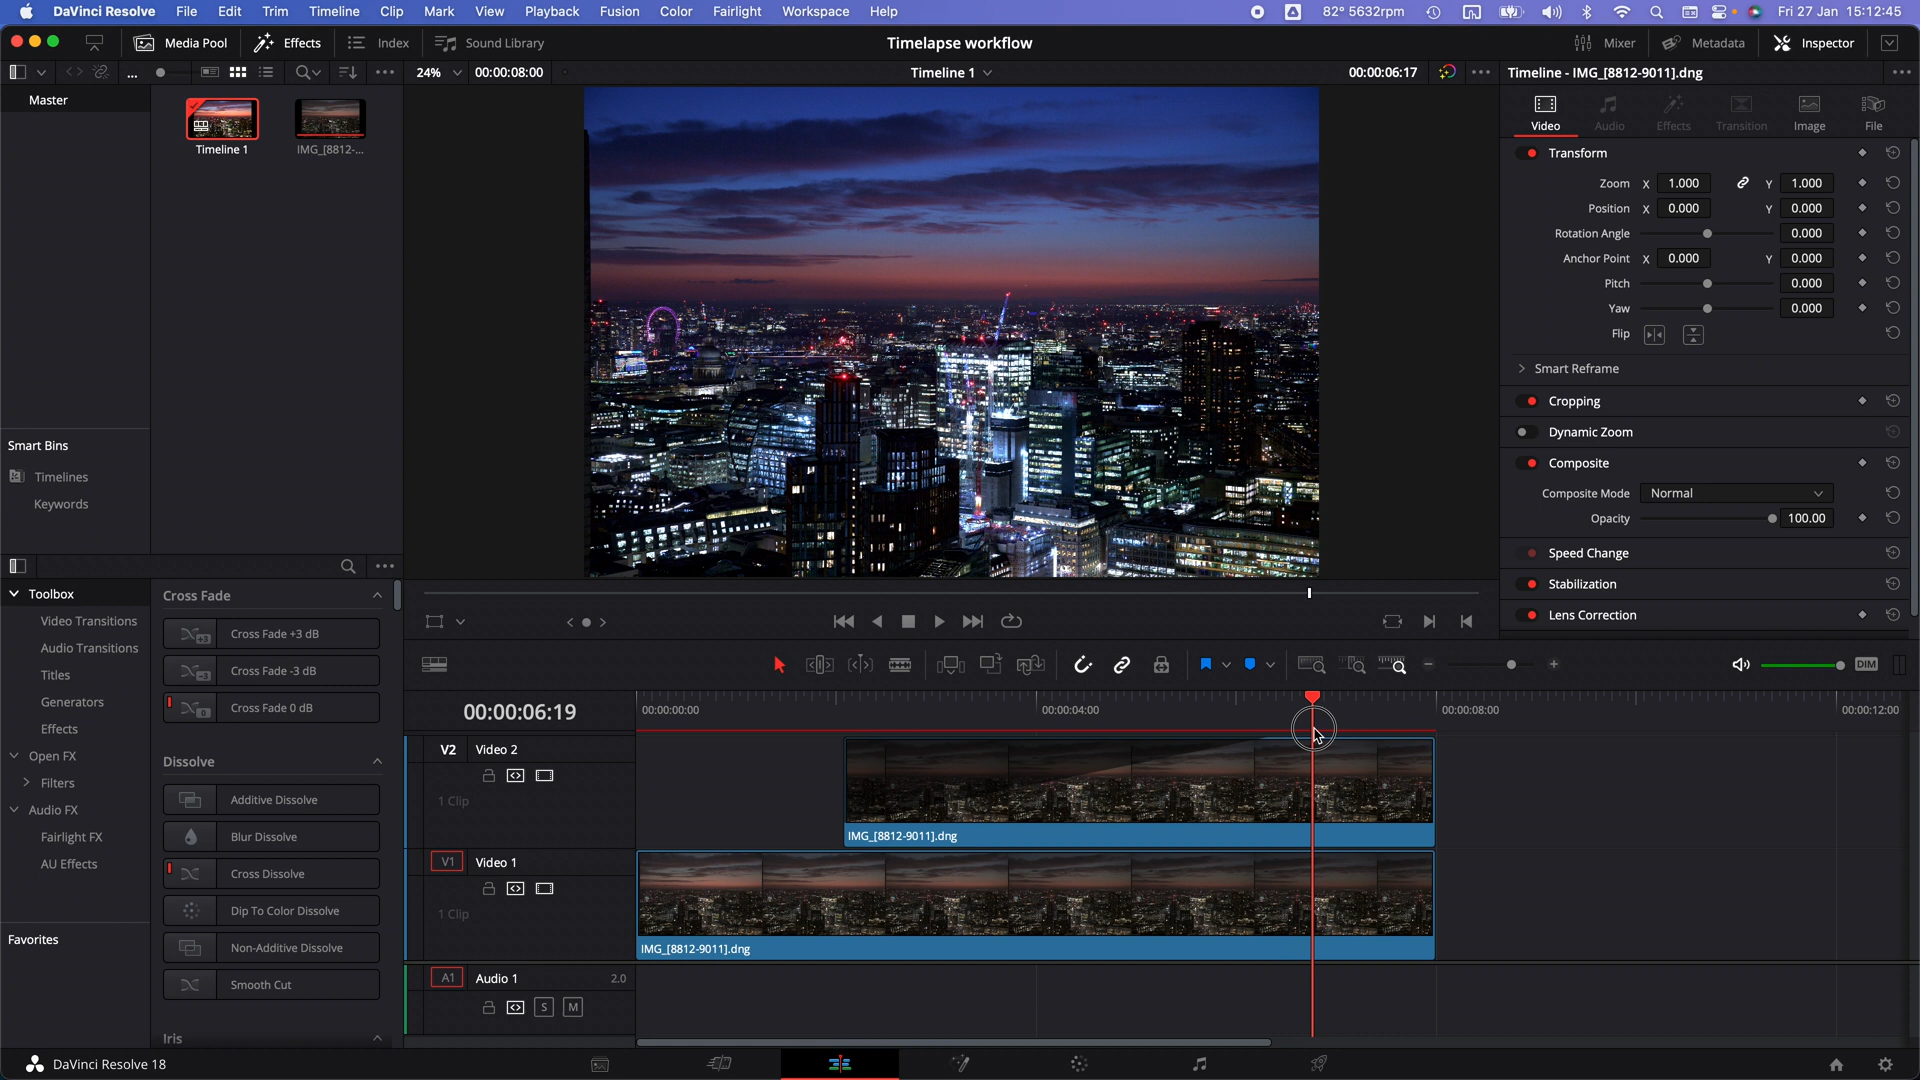 DaVinci Resolve File Edit Trim Timeline Clip Mark View Playback Fusion Color Fairlight Workspace Help 82° 5632rpm Fri 27 Jan 15:12:45
Media Pool Effects Index Sound Library Timelapse workflow Mixer Metadata Inspector
24% 00:00:08:00 Timeline 1 00:00:06:17 Timeline - IMG_[8812-9011].dng
Master
Timeline 1
IMG_[8812-...
Video Audio Effects Transition Image File
Transform
Zoom X 1.000 Y 1.000
Position X 0.000 Y 0.000
Rotation Angle 0.000
Anchor Point X 0.000 Y 0.000
Pitch 0.000
Yaw 0.000
Flip
Smart Reframe
Cropping
Dynamic Zoom
Composite
Composite Mode Normal
Opacity 100.00
Speed Change
Stabilization
Lens Correction
Smart Bins
Timelines
Keywords
Toolbox
Video Transitions
Audio Transitions
Titles
Generators
Effects
Open FX
Filters
Audio FX
Fairlight FX
AU Effects
Favorites
Cross Fade
+3
Cross Fade +3 dB
-3
Cross Fade -3 dB
0
Cross Fade 0 dB
Dissolve
Additive Dissolve
Blur Dissolve
Cross Dissolve
Dip To Color Dissolve
Non-Additive Dissolve
Smooth Cut
Iris
DIM
00:00:06:19
00:00:00:00 00:00:04:00 00:00:08:00 00:00:12:00
V2 Video 2
1 Clip
IMG_[8812-9011].dng
V1 Video 1
1 Clip
IMG_[8812-9011].dng
A1 Audio 1 2.0
S M
DaVinci Resolve 18